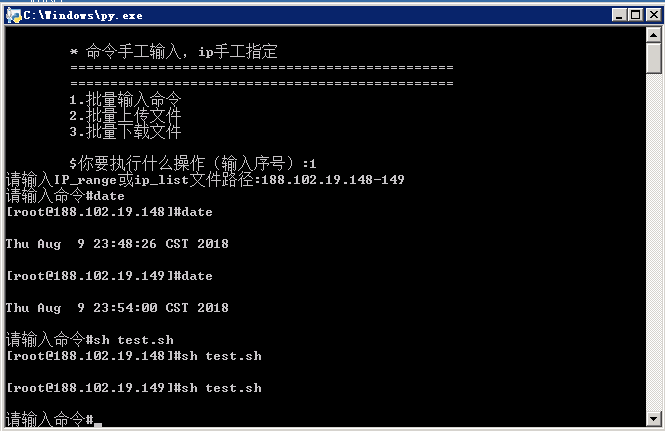 C:\Windows\py.exe
* 命令手工输入, ip手工指定
================================================
================================================
1.批量输入命令
2.批量上传文件
3.批量下载文件
$你要执行什么操作（输入序号）:1
请输入IP_range或ip_list文件路径:188.102.19.148-149
请输入命令#date
[root@188.102.19.148]#date
Thu Aug  9 23:48:26 CST 2018
[root@188.102.19.149]#date
Thu Aug  9 23:54:00 CST 2018
请输入命令#sh test.sh
[root@188.102.19.148]#sh test.sh
[root@188.102.19.149]#sh test.sh
请输入命令#_